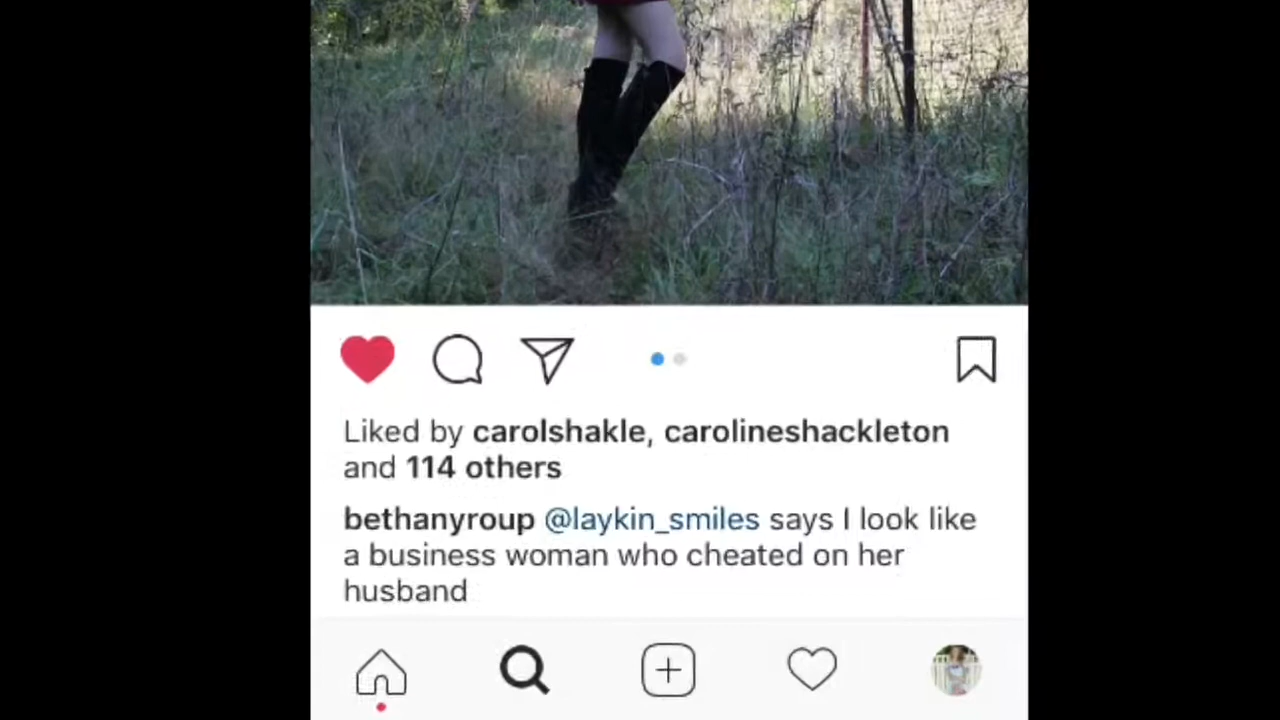 Liked by carolshakle, carolineshackleton
and 114 others
bethanyroup @laykin_smiles says I look like
a business woman who cheated on her
husband